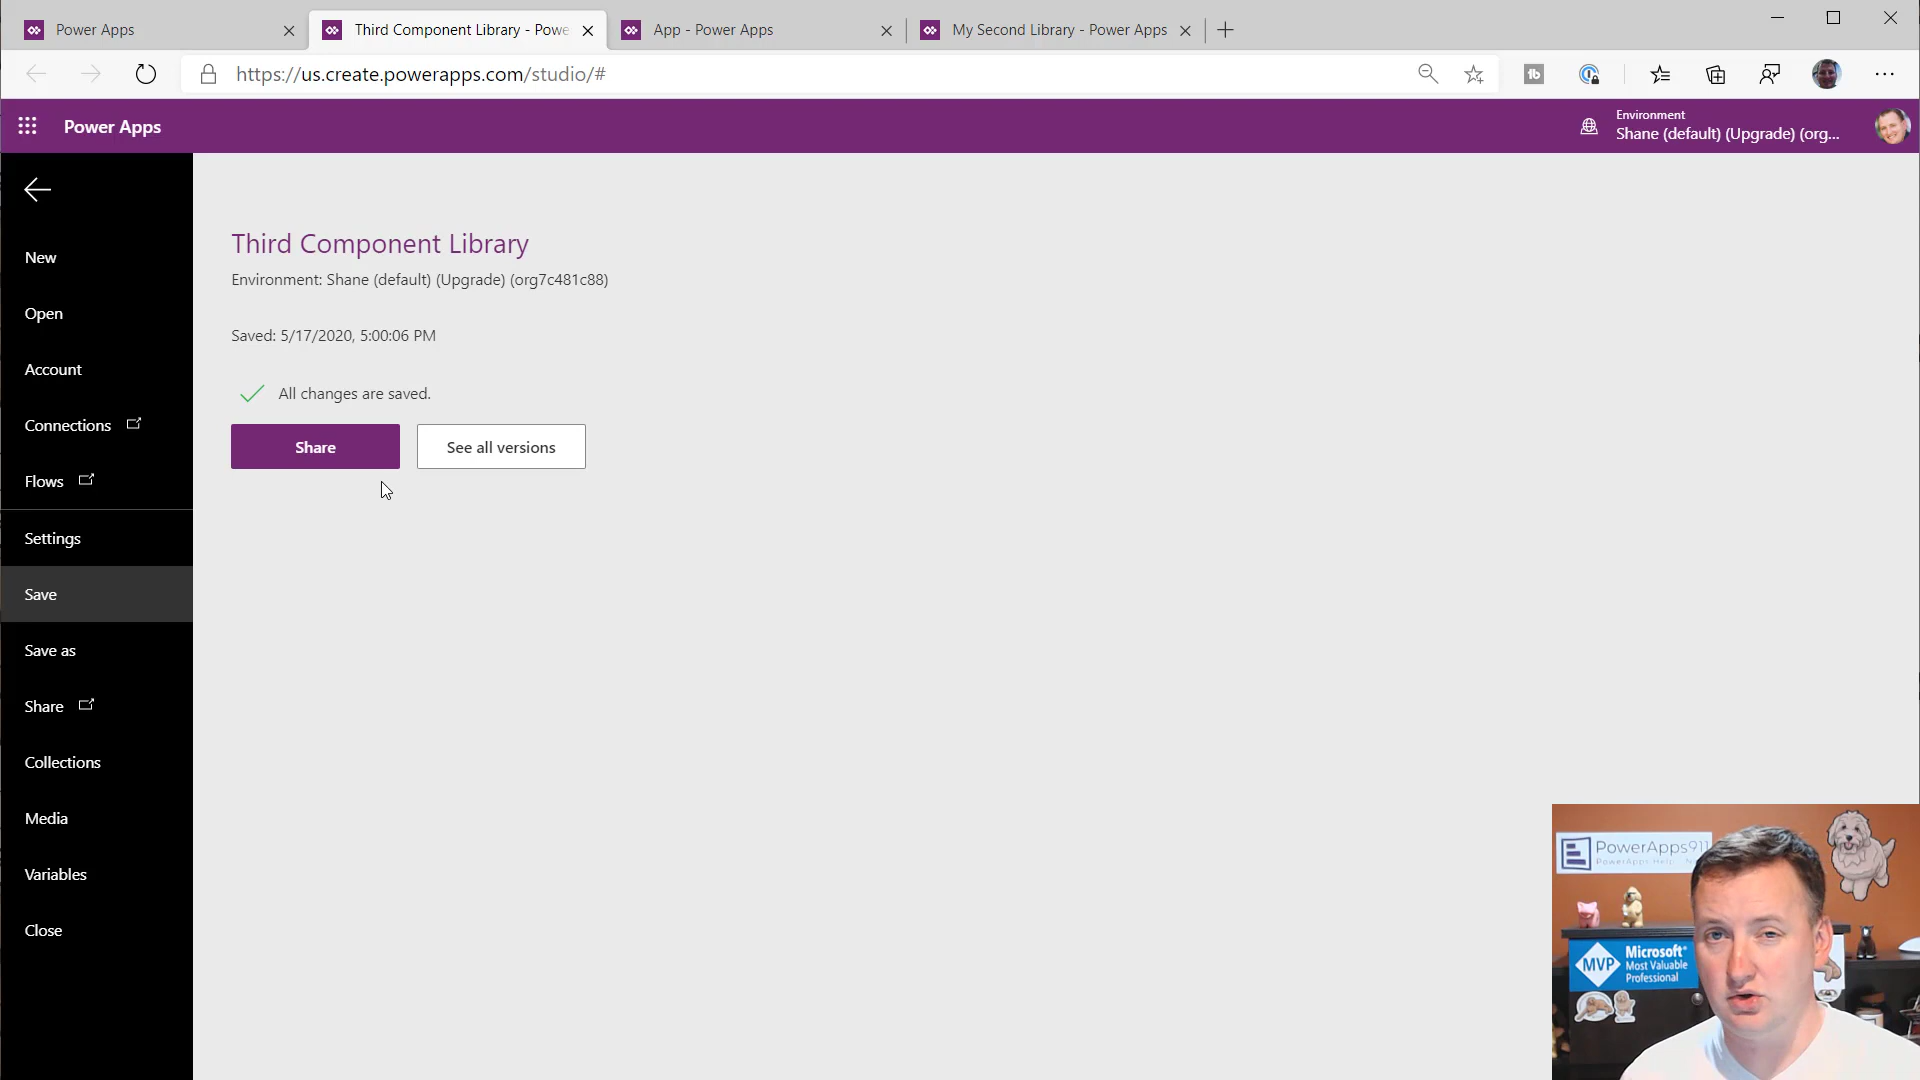 Power Apps
Third Component Library - Powe
App - Power Apps
My Second Library - Power Apps
https://us.create.powerapps.com/studio/#
Power Apps
Environment
Shane (default) (Upgrade) (org...
New
Open
Account
Connections
Flows
Settings
Save
Save as
Share
Collections
Media
Variables
Close
Third Component Library
Environment: Shane (default) (Upgrade) (org7c481c88)
Saved: 5/17/2020, 5:00:06 PM
All changes are saved.
Share
See all versions
PowerApps911
PowerApps Help
MVP
Microsoft®
Most Valuable
Professional